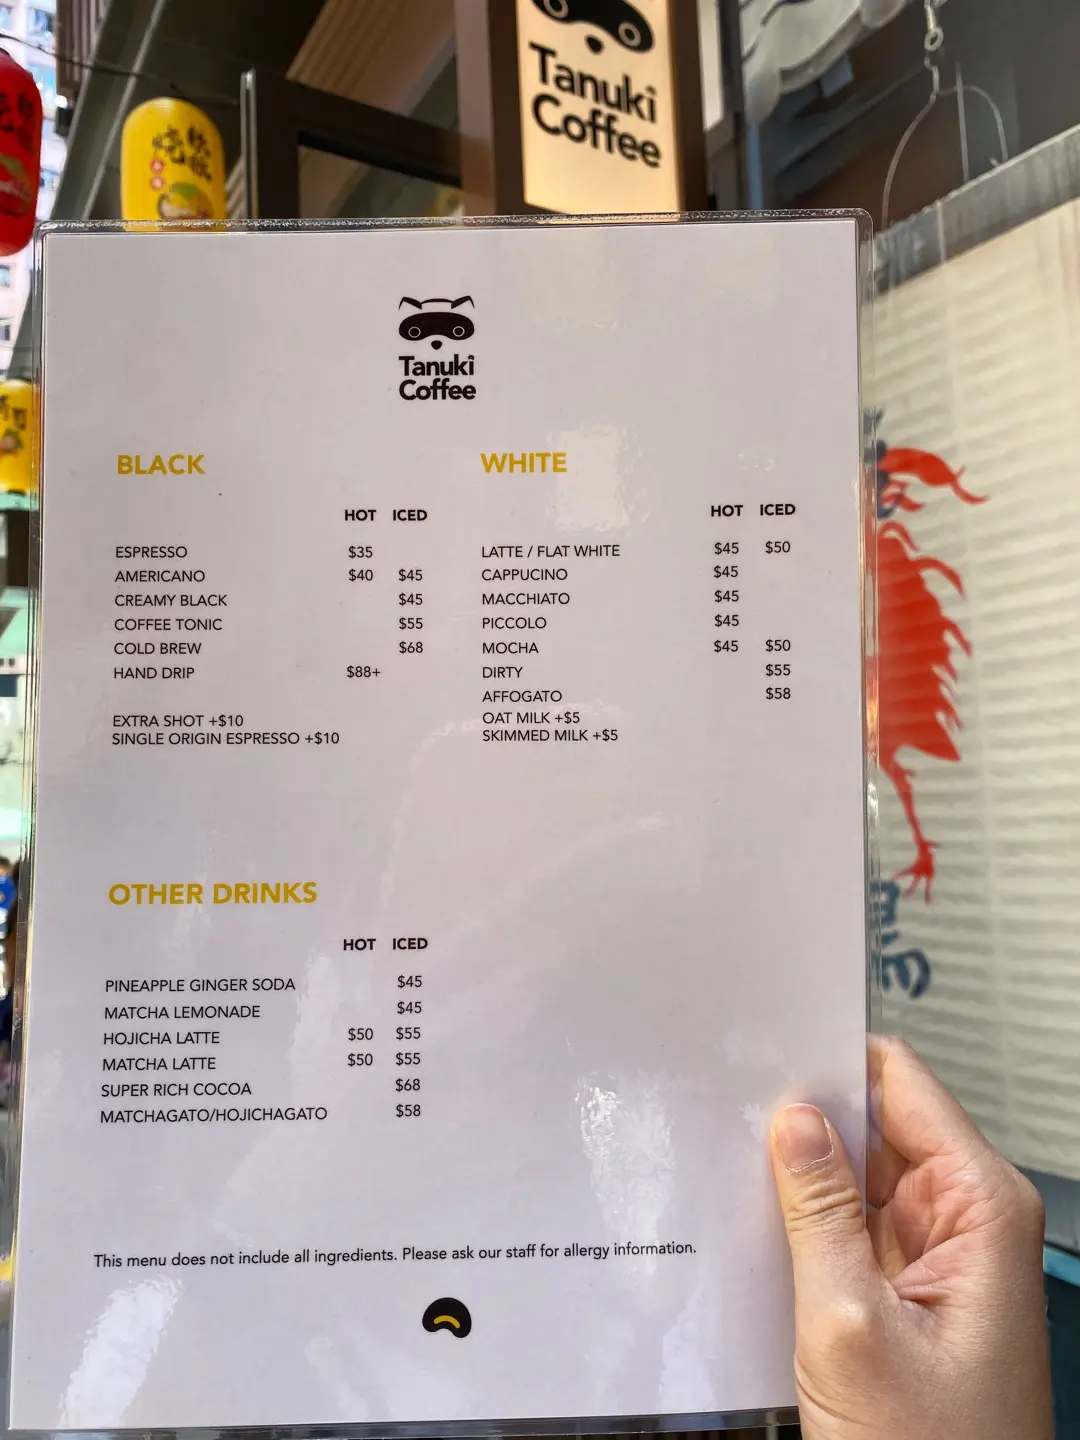 Tanuki
Coffee
Tanuki
Coffee
BLACK
HOT ICED
ESPRESSO $35
AMERICANO $40 $45
CREAMY BLACK $45
COFFEE TONIC $55
COLD BREW $68
HAND DRIP $88+
EXTRA SHOT +$10
SINGLE ORIGIN ESPRESSO +$10
WHITE
HOT ICED
LATTE / FLAT WHITE $45 $50
CAPPUCINO $45
MACCHIATO $45
PICCOLO $45
MOCHA $45 $50
DIRTY $55
AFFOGATO $58
OAT MILK +$5
SKIMMED MILK +$5
OTHER DRINKS
HOT ICED
PINEAPPLE GINGER SODA $45
MATCHA LEMONADE $45
HOJICHA LATTE $50 $55
MATCHA LATTE $50 $55
SUPER RICH COCOA $68
MATCHAGATO/HOJICHAGATO $58
This menu does not include all ingredients. Please ask our staff for allergy information.